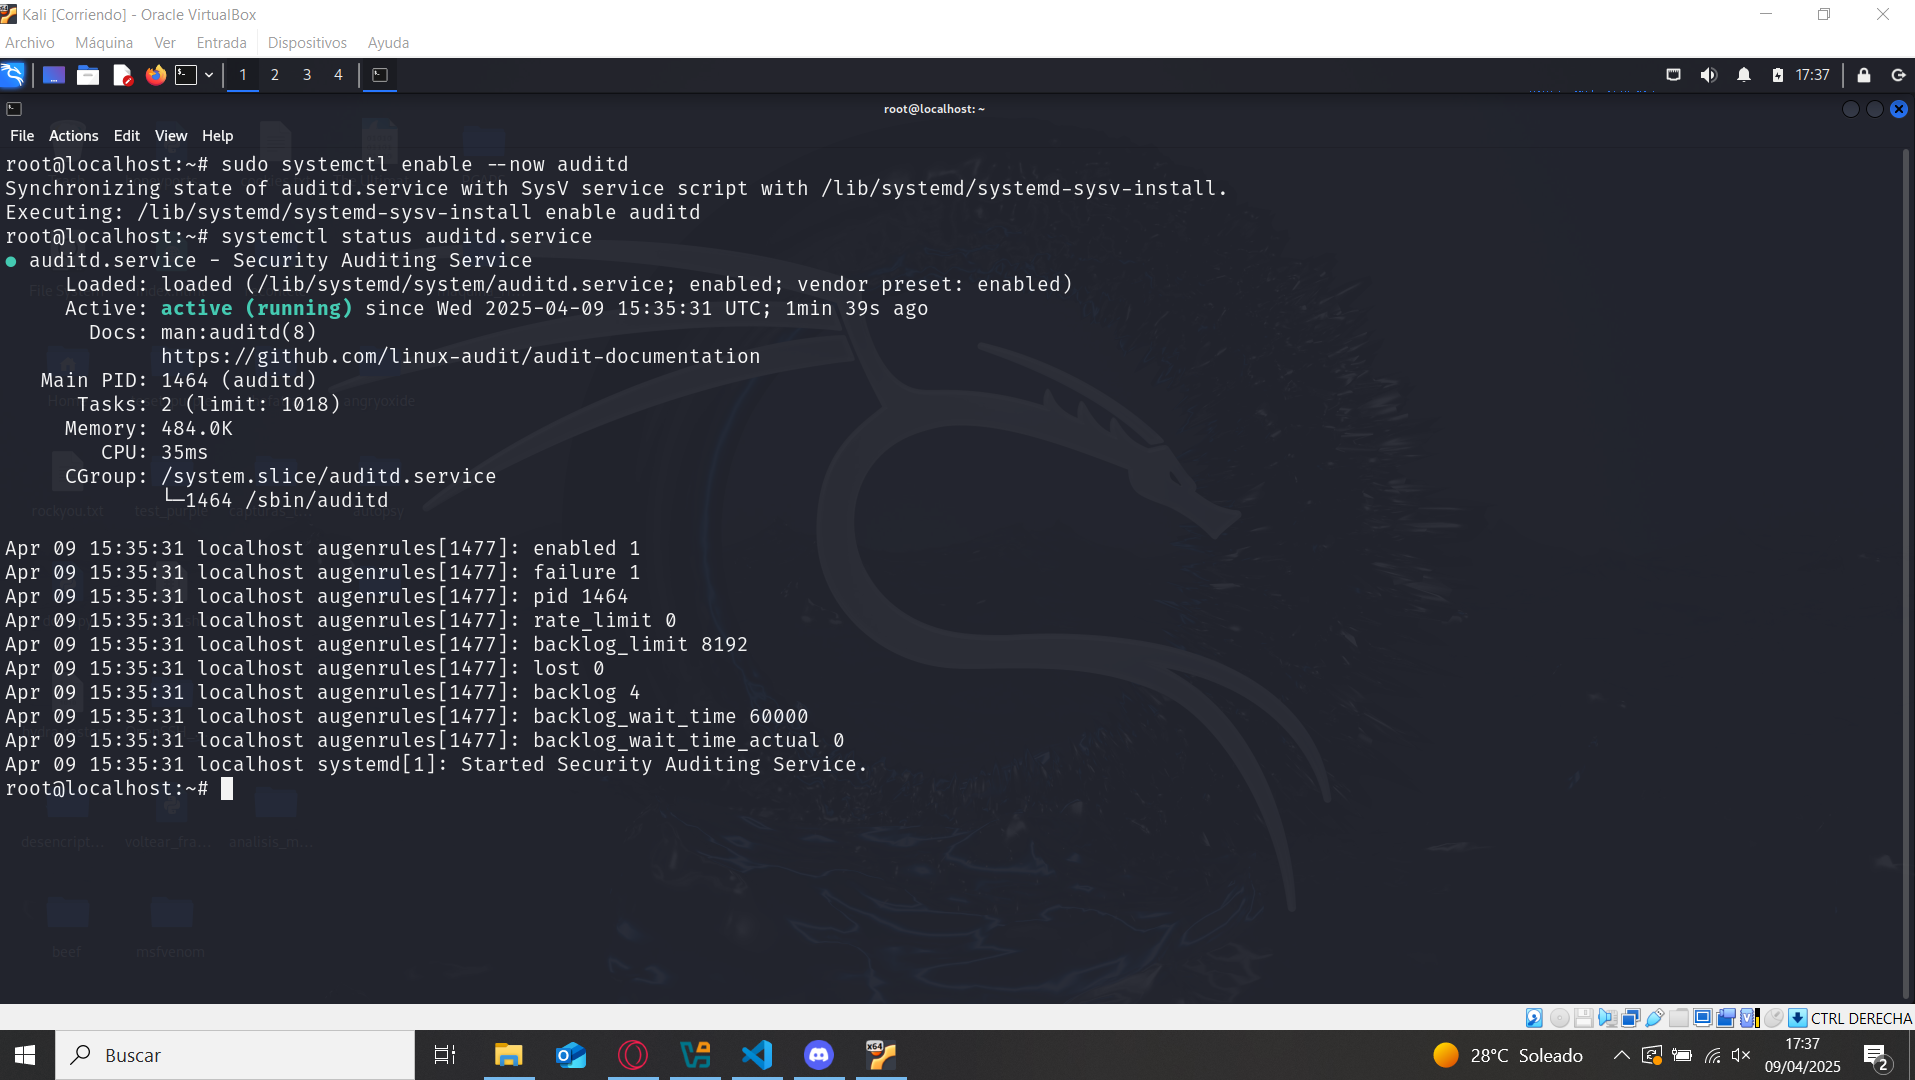 Kali [Corriendo] - Oracle VirtualBox
Archivo Máquina Ver Entrada Dispositivos Ayuda
1 2 3 4 17:37
root@localhost: ~
File Actions Edit View Help
root@localhost:~# sudo systemctl enable --now auditd
Synchronizing state of auditd.service with SysV service script with /lib/systemd/systemd-sysv-install.
Executing: /lib/systemd/systemd-sysv-install enable auditd
root@localhost:~# systemctl status auditd.service
● auditd.service - Security Auditing Service
Loaded: loaded (/lib/systemd/system/auditd.service; enabled; vendor preset: enabled)
Active: active (running) since Wed 2025-04-09 15:35:31 UTC; 1min 39s ago
Docs: man:auditd(8)
https://github.com/linux-audit/audit-documentation
Main PID: 1464 (auditd)
Tasks: 2 (limit: 1018)
Memory: 484.0K
CPU: 35ms
CGroup: /system.slice/auditd.service
└─1464 /sbin/auditd
rockyou.txt test_purple autopsy
Apr 09 15:35:31 localhost augenrules[1477]: enabled 1
Apr 09 15:35:31 localhost augenrules[1477]: failure 1
Apr 09 15:35:31 localhost augenrules[1477]: pid 1464
Apr 09 15:35:31 localhost augenrules[1477]: rate_limit 0
Apr 09 15:35:31 localhost augenrules[1477]: backlog_limit 8192
Apr 09 15:35:31 localhost augenrules[1477]: lost 0
Apr 09 15:35:31 localhost augenrules[1477]: backlog 4
Apr 09 15:35:31 localhost augenrules[1477]: backlog_wait_time 60000
Apr 09 15:35:31 localhost augenrules[1477]: backlog_wait_time_actual 0
Apr 09 15:35:31 localhost systemd[1]: Started Security Auditing Service.
root@localhost:~#
desencript... voltear_fra... analisis_m...
beef msfvenom
CTRL DERECHA
Buscar
28°C Soleado
17:37
09/04/2025
2